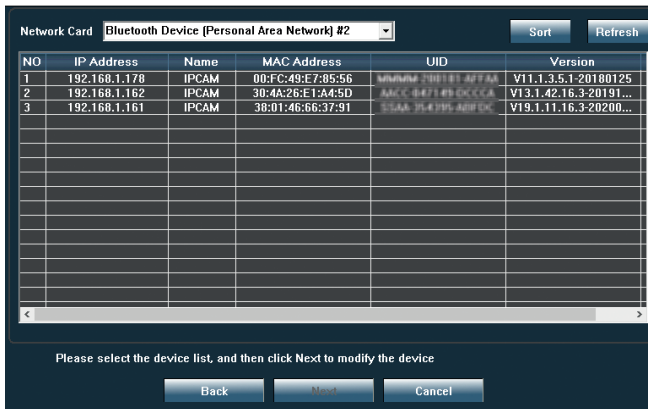 Network Card Bluetooth Device (Personal Area Network) #2 Sort Refresh
NO IP Address Name MAC Address UID Version
1 192.168.1.178 IPCAM 00:FC:49:E7:85:56 V11.1.3.5.1-20180125
2 192.168.1.162 IPCAM 30:4A:26:E1:A4:5D V13.1.42.16.3-20191...
3 192.168.1.161 IPCAM 38:01:46:66:37:91 V19.1.11.16.3-20200...
Please select the device list, and then click Next to modify the device
Back Next Cancel